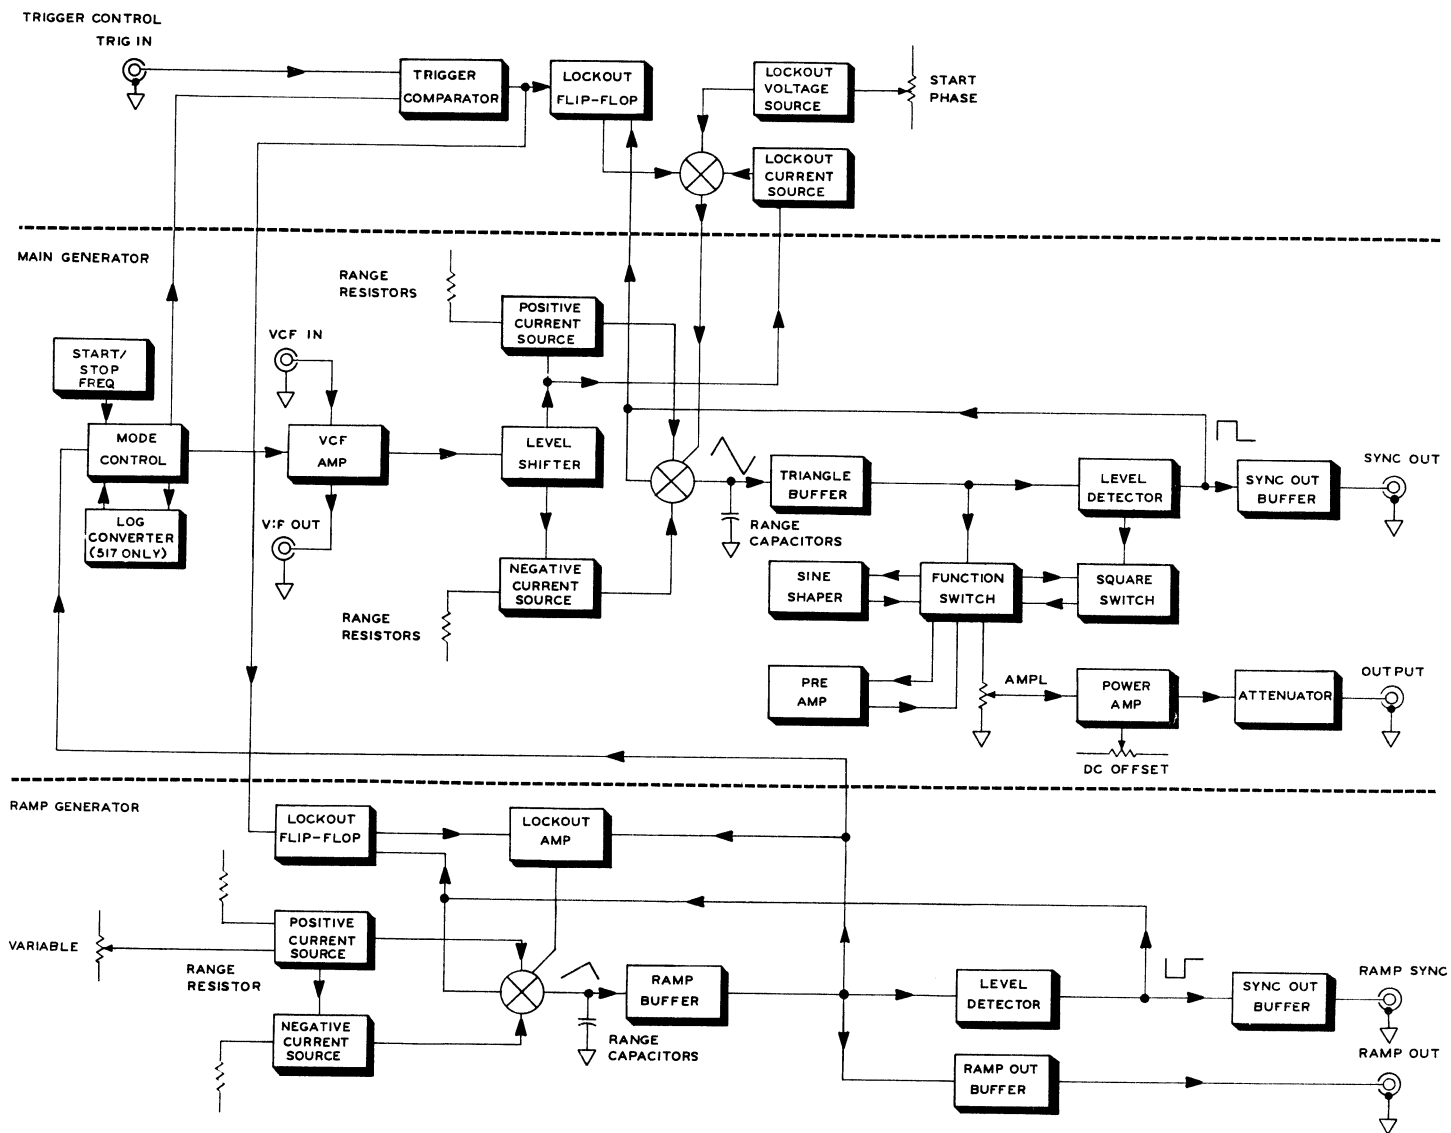 TRIGGER CONTROL
TRIG IN
TRIGGER
COMPARATOR
LOCKOUT
FLIP-FLOP
LOCKOUT
VOLTAGE
SOURCE
START
PHASE
LOCKOUT
CURRENT
SOURCE
MAIN GENERATOR
RANGE
RESISTORS
POSITIVE
CURRENT
SOURCE
VCF IN
START/
STOP
FREQ
MODE
CONTROL
VCF
AMP
LEVEL
SHIFTER
LOG
CONVERTER
(517 ONLY)
V:F OUT
NEGATIVE
CURRENT
SOURCE
RANGE
RESISTORS
TRIANGLE
BUFFER
RANGE
CAPACITORS
LEVEL
DETECTOR
SYNC OUT
BUFFER
SYNC OUT
SINE
SHAPER
FUNCTION
SWITCH
SQUARE
SWITCH
PRE
AMP
AMPL
POWER
AMP
ATTENUATOR
OUTPUT
DC OFFSET
RAMP GENERATOR
LOCKOUT
FLIP-FLOP
LOCKOUT
AMP
VARIABLE
POSITIVE
CURRENT
SOURCE
RANGE
RESISTOR
NEGATIVE
CURRENT
SOURCE
RAMP
BUFFER
RANGE
CAPACITORS
LEVEL
DETECTOR
SYNC OUT
BUFFER
RAMP SYNC
RAMP OUT
BUFFER
RAMP OUT